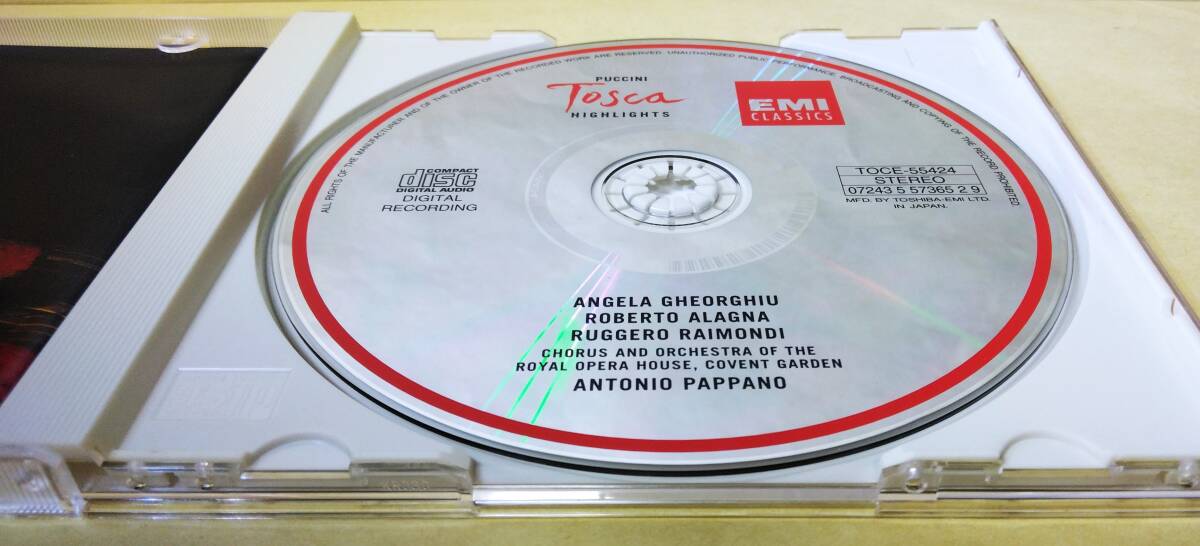 ALL RIGHTS OF THE MANUFACTURER AND OF THE OWNER OF THE RECORDED WORK ARE RESERVED. UNAUTHORIZED PUBLIC PERFORMANCE, BROADCASTING AND COPYING OF THE RECORD PROHIBITED.
PUCCINI
Tosca
HIGHLIGHTS
EMI
CLASSICS
COMPACT
disc
DIGITAL AUDIO
DIGITAL
RECORDING
TOCE-55424
STEREO
07243 5 57365 2 9
MFD. BY TOSHIBA-EMI LTD.
IN JAPAN.
ANGELA GHEORGHIU
ROBERTO ALAGNA
RUGGERO RAIMONDI
CHORUS AND ORCHESTRA OF THE
ROYAL OPERA HOUSE, COVENT GARDEN
ANTONIO PAPPANO